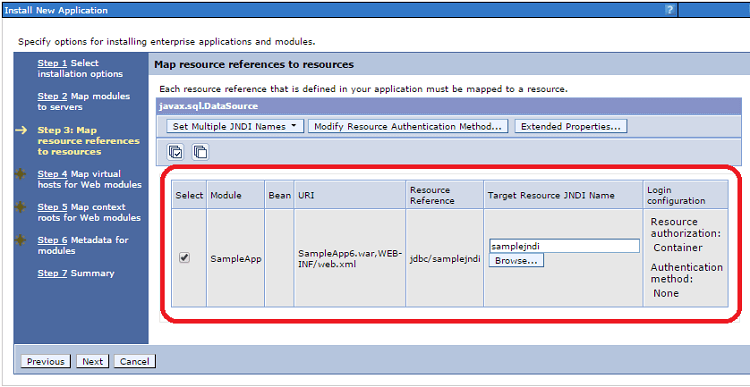 Install New Application
?
Specify options for installing enterprise applications and modules.
Step 1 Select
installation options
Step 2 Map modules
to servers
Step 3: Map
resource references
to resources
Step 4 Map virtual
hosts for Web modules
Step 5 Map context
roots for Web modules
Step 6 Metadata for
modules
Step 7 Summary
Map resource references to resources
Each resource reference that is defined in your application must be mapped to a resource.
javax.sql.DataSource
Set Multiple JNDI Names
Modify Resource Authentication Method...
Extended Properties...
Select
Module
Bean
URI
Resource
Reference
Target Resource JNDI Name
Login
configuration
SampleApp
SampleApp6.war,WEB-
INF/web.xml
jdbc/samplejndi
samplejndi
Browse...
Resource
authorization:
Container
Authentication
method:
None
Previous
Next
Cancel